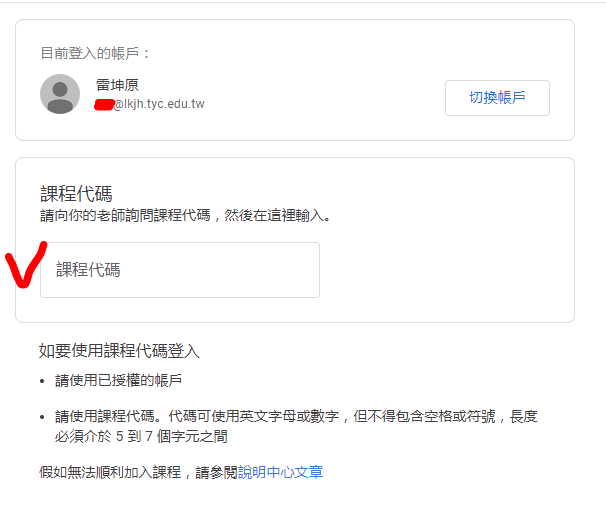 目前登入的帳戶：
雷坤原
@lkjh.tyc.edu.tw
切換帳戶
課程代碼
請向你的老師詢問課程代碼，然後在這裡輸入。
課程代碼
如要使用課程代碼登入
• 請使用已授權的帳戶
• 請使用課程代碼。代碼可使用英文字母或數字，但不得包含空格或符號，長度
必須介於 5 到 7 個字元之間
假如無法順利加入課程，請參閱說明中心文章